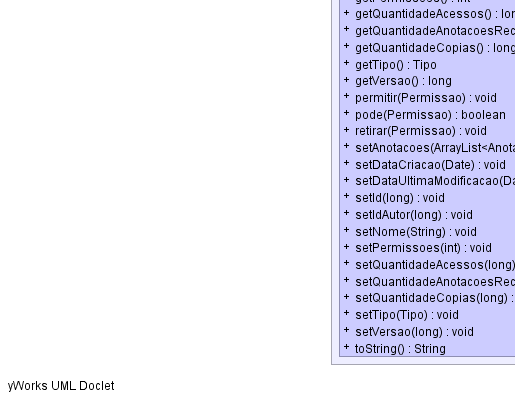 + getQuantidadeAcessos() : lon
+ getQuantidadeAnotacoesRec
+ getQuantidadeCopias() : long
+ getTipo() : Tipo
+ getVersao() : long
+ permitir(Permissao) : void
+ pode(Permissao) : boolean
+ retirar(Permissao) : void
+ setAnotacoes(ArrayList<Anota
+ setDataCriacao(Date) : void
+ setDataUltimaModificacao(Da
+ setId(long) : void
+ setIdAutor(long) : void
+ setNome(String) : void
+ setPermissoes(int) : void
+ setQuantidadeAcessos(long)
+ setQuantidadeAnotacoesRec
+ setQuantidadeCopias(long) :
+ setTipo(Tipo) : void
+ setVersao(long) : void
+ toString() : String
yWorks UML Doclet